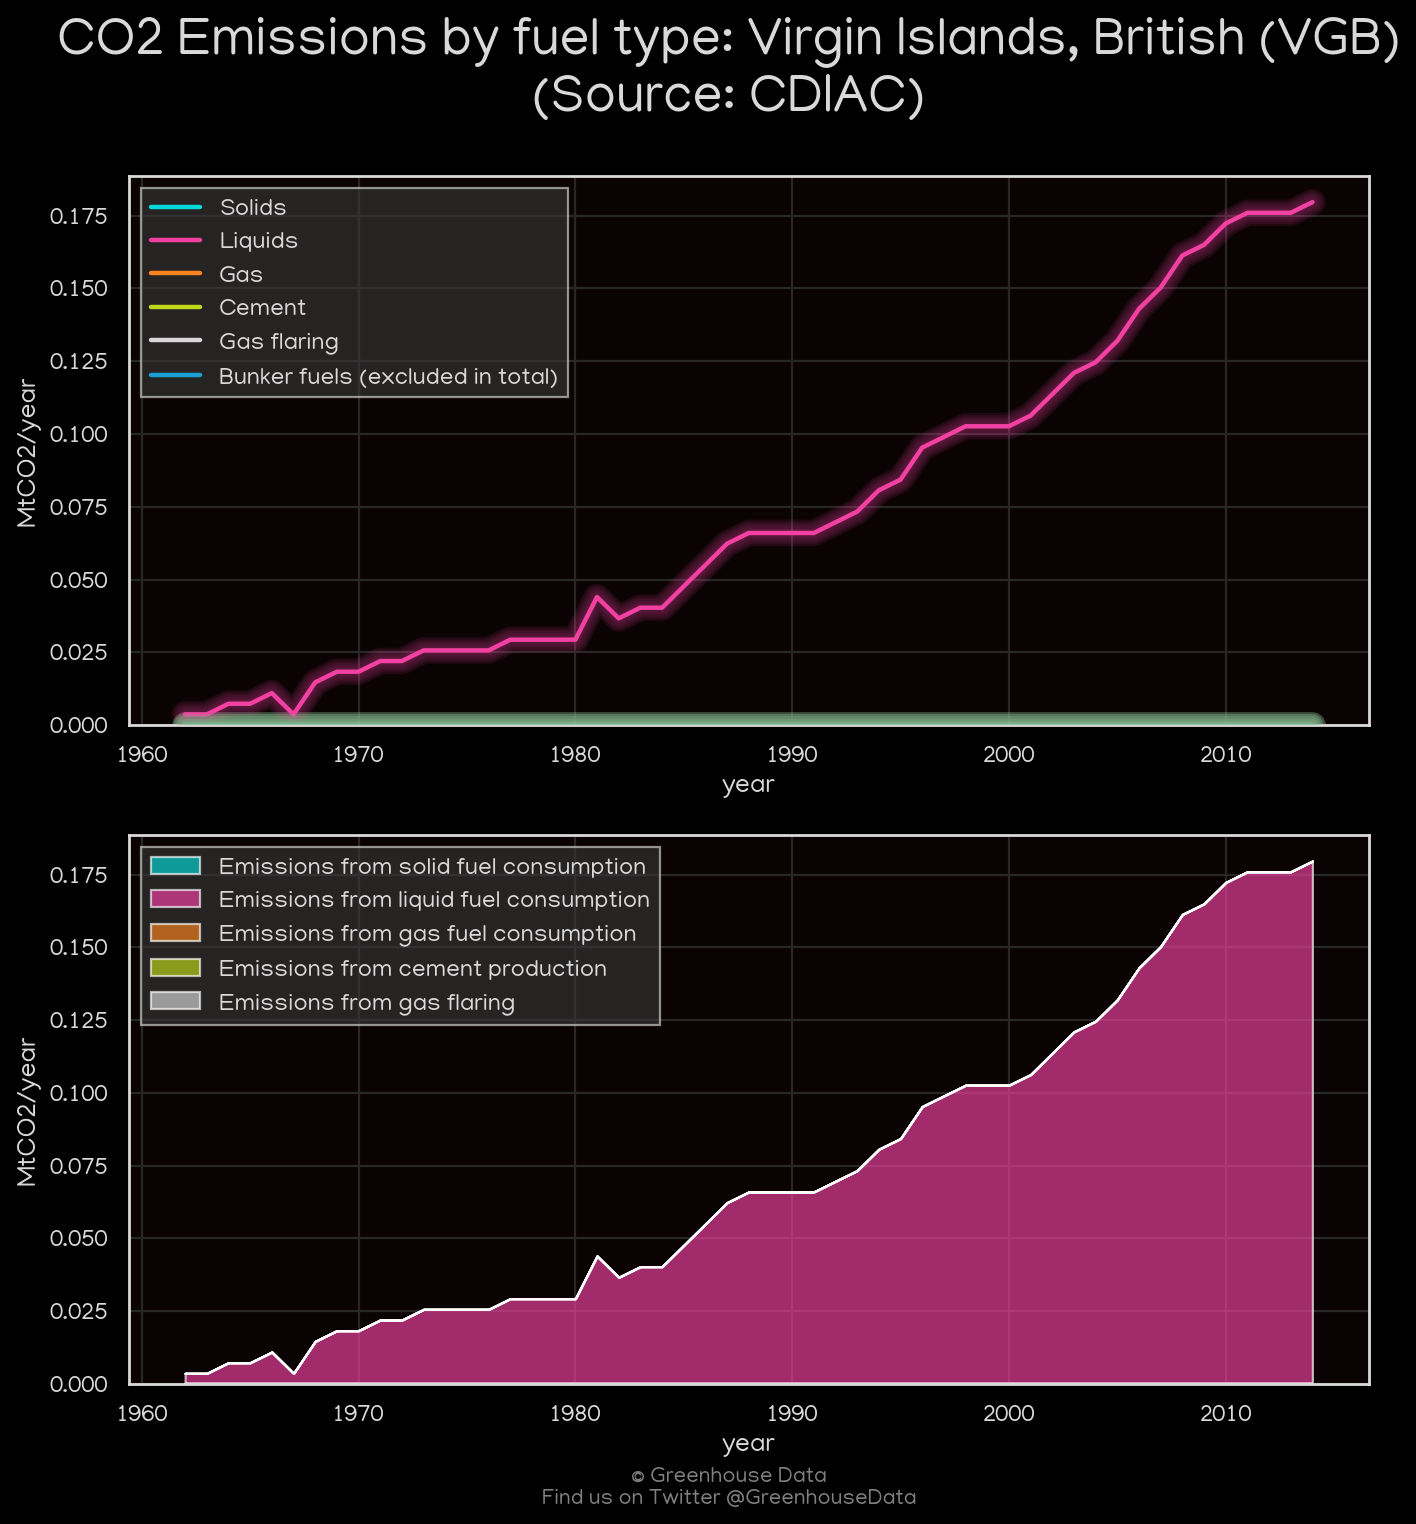 CO2 Emissions by fuel type: Virgin Islands, British (VGB)
(Source: CDIAC)
Solids
Liquids
Gas
Cement
Gas flaring
Bunker fuels (excluded in total)
MtCO2/year
0.175
0.150
0.125
0.100
0.075
0.050
0.025
0.000
1960 1970 1980 1990 2000 2010
year
Emissions from solid fuel consumption
Emissions from liquid fuel consumption
Emissions from gas fuel consumption
Emissions from cement production
Emissions from gas flaring
MtCO2/year
0.175
0.150
0.125
0.100
0.075
0.050
0.025
0.000
1960 1970 1980 1990 2000 2010
year
© Greenhouse Data
Find us on Twitter @GreenhouseData